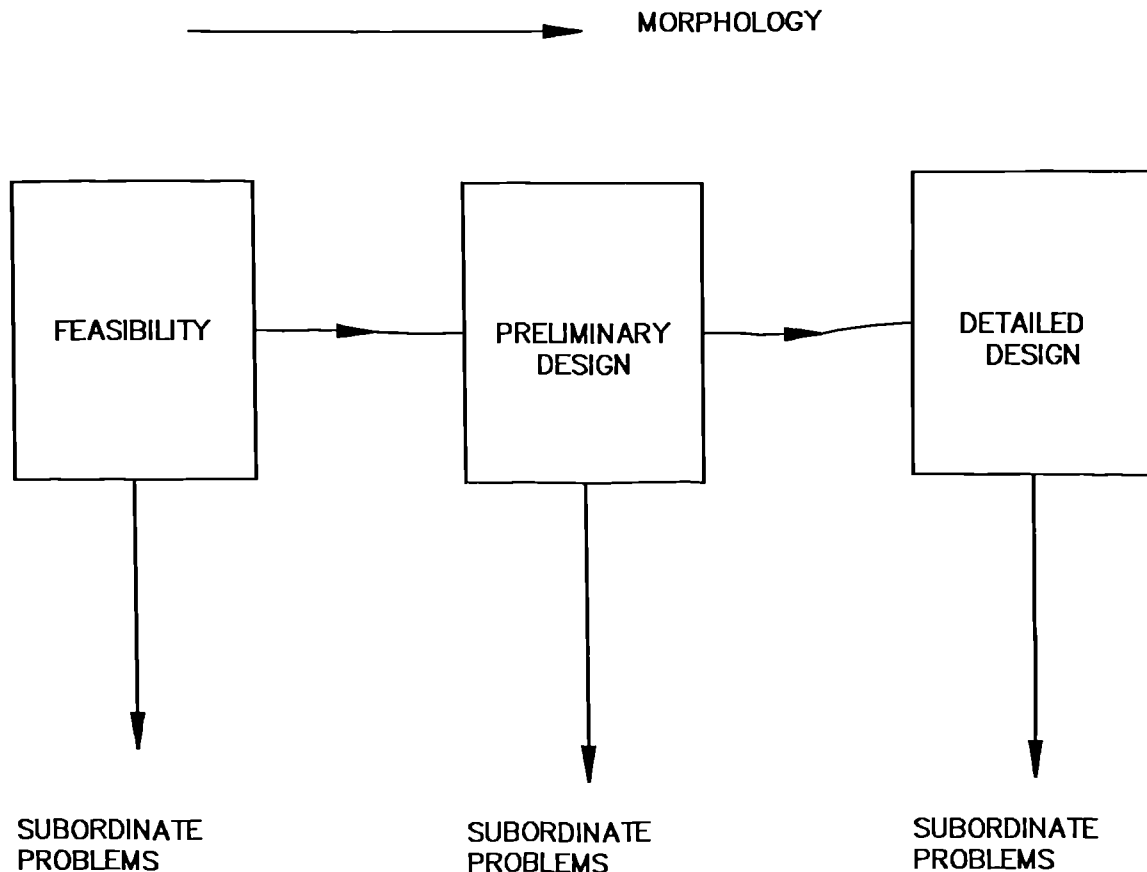 MORPHOLOGY
FEASIBILITY
PRELIMINARY
DESIGN
DETAILED
DESIGN
SUBORDINATE
PROBLEMS
SUBORDINATE
PROBLEMS
SUBORDINATE
PROBLEMS